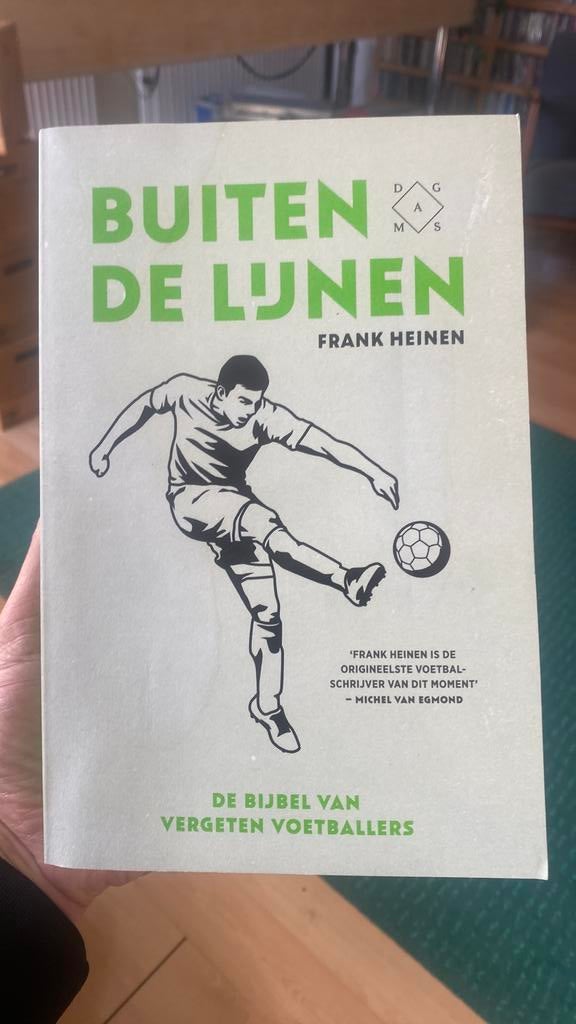 BUITEN
DE LIJNEN
D G
A
M S
FRANK HEINEN
'FRANK HEINEN IS DE
ORIGINEELSTE VOETBAL-
SCHRIJVER VAN DIT MOMENT'
– MICHEL VAN EGMOND
DE BIJBEL VAN
VERGETEN VOETBALLERS